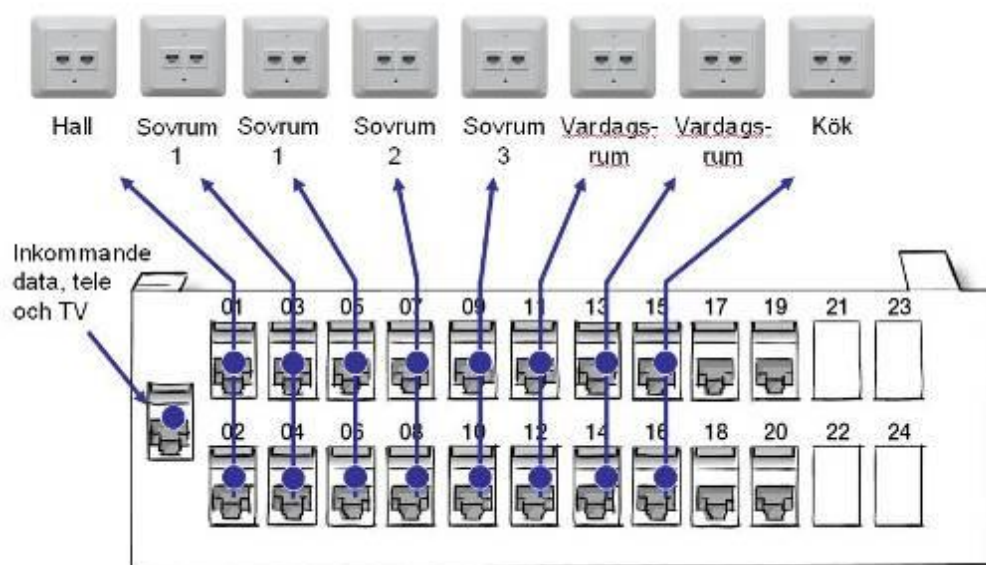 Hall
Sovrum
1
Sovrum
1
Sovrum
2
Sovrum
3
Vardags-
rum
Vardags-
rum
Kök
Inkommande
data, tele
och TV
01 03 05 07 09 11 13 15 17 19 21 23
02 04 06 08 10 12 14 16 18 20 22 24